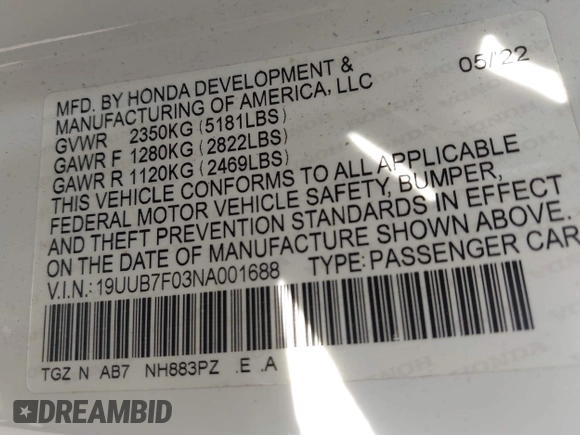 MFD. BY HONDA DEVELOPMENT & 05/'22
MANUFACTURING OF AMERICA, LLC
GVWR 2350KG (5181LBS)
GAWR F 1280KG (2822LBS)
GAWR R 1120KG (2469LBS)
THIS VEHICLE CONFORMS TO ALL APPLICABLE
FEDERAL MOTOR VEHICLE SAFETY, BUMPER,
AND THEFT PREVENTION STANDARDS IN EFFECT
ON THE DATE OF MANUFACTURE SHOWN ABOVE.
V.I.N.: 19UUB7F03NA001688 TYPE: PASSENGER CAR
TGZ N AB7 NH883PZ .E .A
DREAMBID